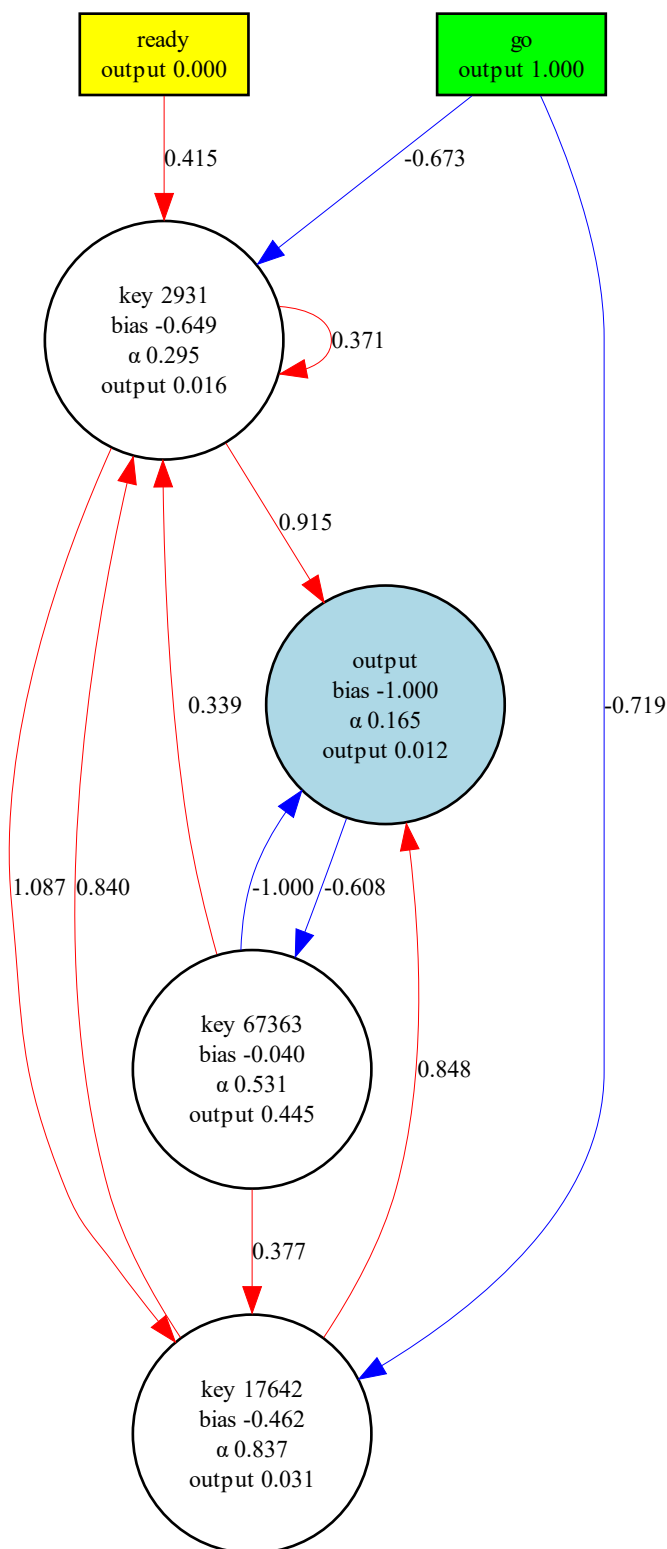 ready
output 0.000
go
output 1.000
0.415
-0.673
key 2931
bias -0.649
α 0.295
output 0.016
0.371
0.915
output
bias -1.000
α 0.165
output 0.012
0.339
-0.719
1.087
0.840
-1.000
-0.608
key 67363
bias -0.040
α 0.531
output 0.445
0.848
0.377
key 17642
bias -0.462
α 0.837
output 0.031